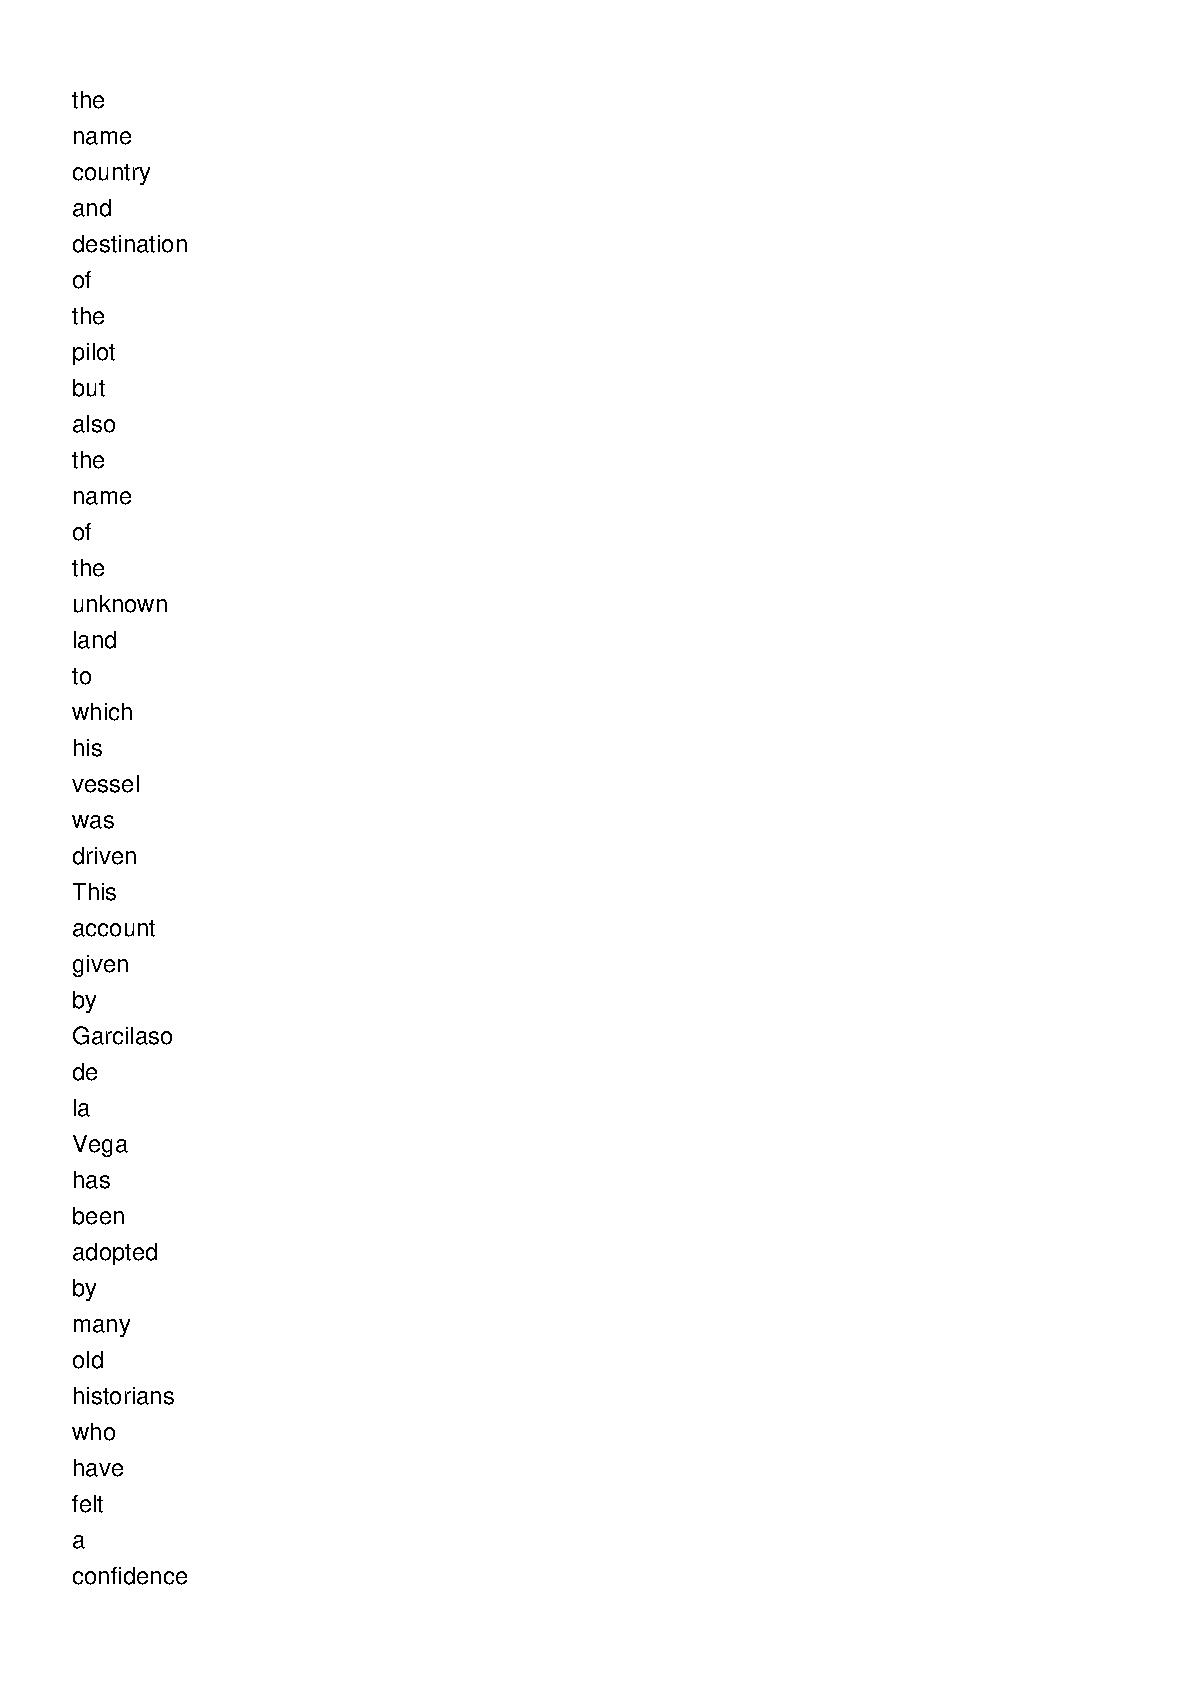 the
name
country
and
destination
of
the
pilot
but
also
the
name
of
the
unknown
land
to
which
his
vessel
was
driven
This
account
given
by
Garcilaso
de
la
Vega
has
been
adopted
by
many
old
historians
who
have
felt
a
confidence